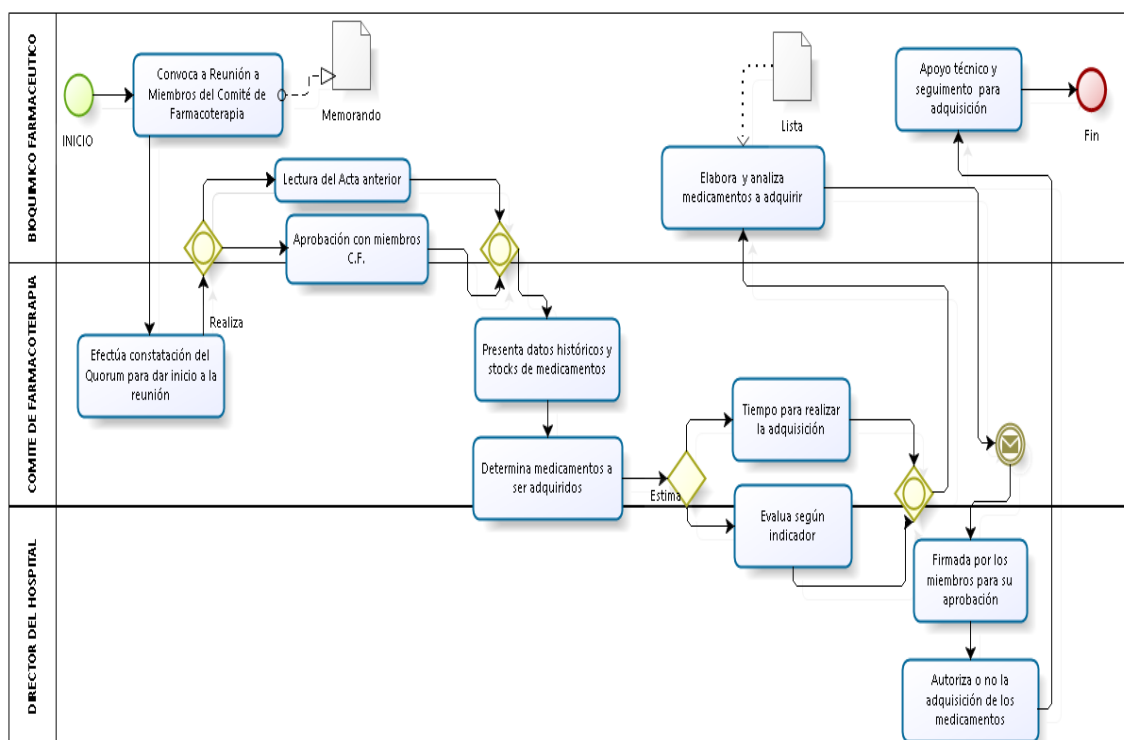 BIOQUIMICO FARMACEUTICO
INICIO
Convoca a Reunión a
Miembros del Comité de
Farmacoterapia
Memorando
Lectura del Acta anterior
Aprobación con miembros
C.F.
Lista
Elabora y analiza
medicamentos a adquirir
Apoyo técnico y
seguimento para
adquisición
Fin
COMITE DE FARMACOTERAPIA
Realiza
Efectúa constatación del
Quorum para dar inicio a la
reunión
Presenta datos históricos y
stocks de medicamentos
Determina medicamentos a
ser adquiridos
Estima
Tiempo para realizar
la adquisición
Evalua según
indicador
DIRECTOR DEL HOSPITAL
Firmada por los
miembros para su
aprobación
Autoriza o no la
adquisición de los
medicamentos